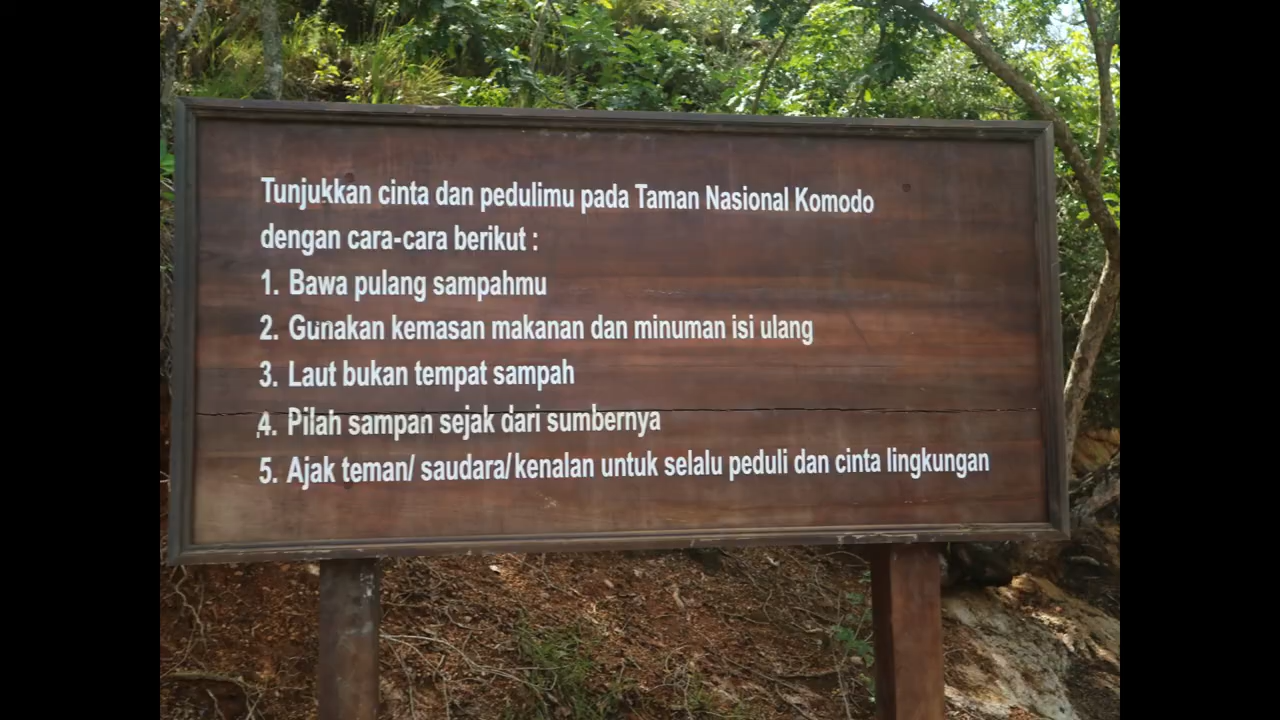 Tunjukkan cinta dan pedulimu pada Taman Nasional Komodo
dengan cara-cara berikut :
1. Bawa pulang sampahmu
2. Gunakan kemasan makanan dan minuman isi ulang
3. Laut bukan tempat sampah
4. Pilah sampan sejak dari sumbernya
5. Ajak teman/ saudara/kenalan untuk selalu peduli dan cinta lingkungan